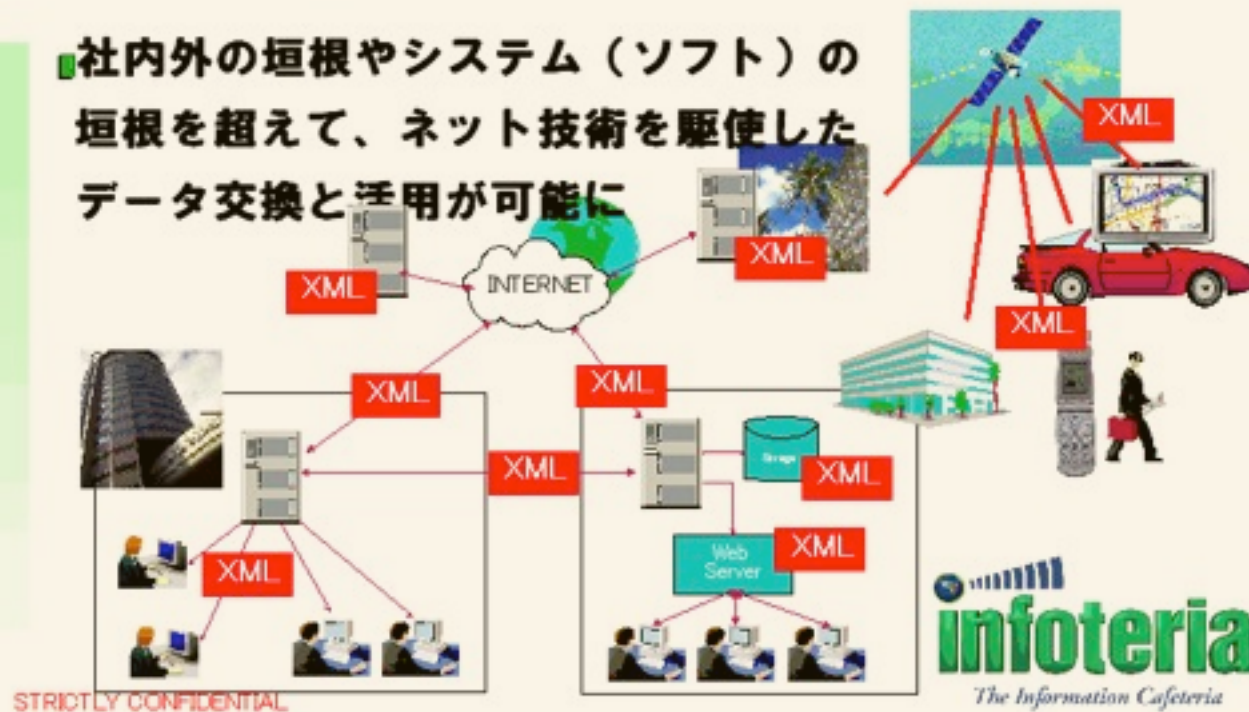 社内外の垣根やシステム（ソフト）の
垣根を超えて、ネット技術を駆使した
データ交換と活用が可能に
XML
XML
XML
INTERNET
XML
XML
XML
XML
XML
Storage
XML
XML
Web
Server
XML
infoteria
The Information Cafeteria
STRICTLY CONFIDENTIAL